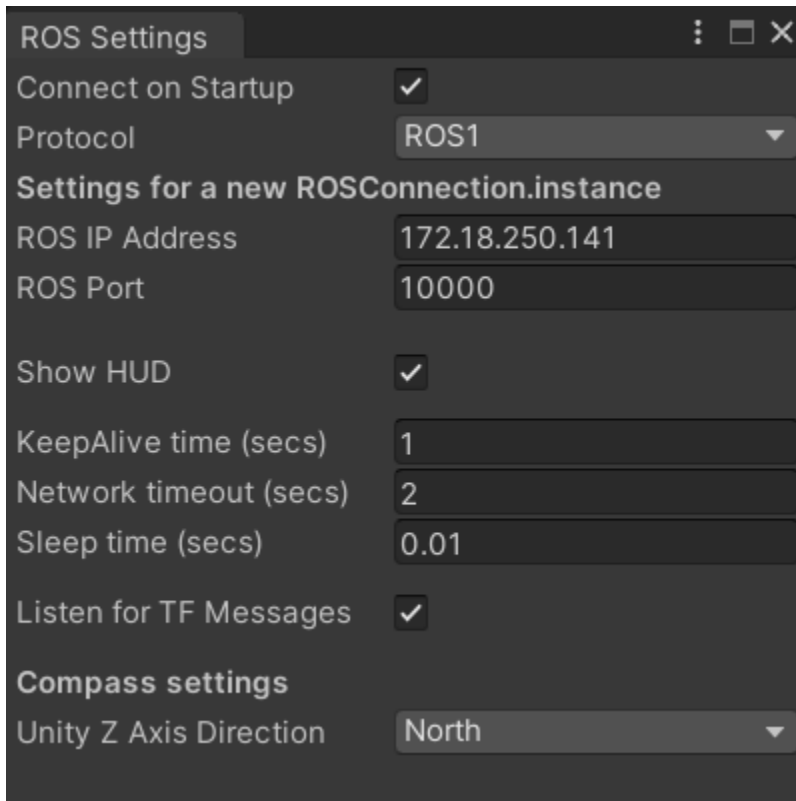 ROS Settings
Connect on Startup
Protocol ROS1
Settings for a new ROSConnection.instance
ROS IP Address 172.18.250.141
ROS Port 10000
Show HUD
KeepAlive time (secs) 1
Network timeout (secs) 2
Sleep time (secs) 0.01
Listen for TF Messages
Compass settings
Unity Z Axis Direction North